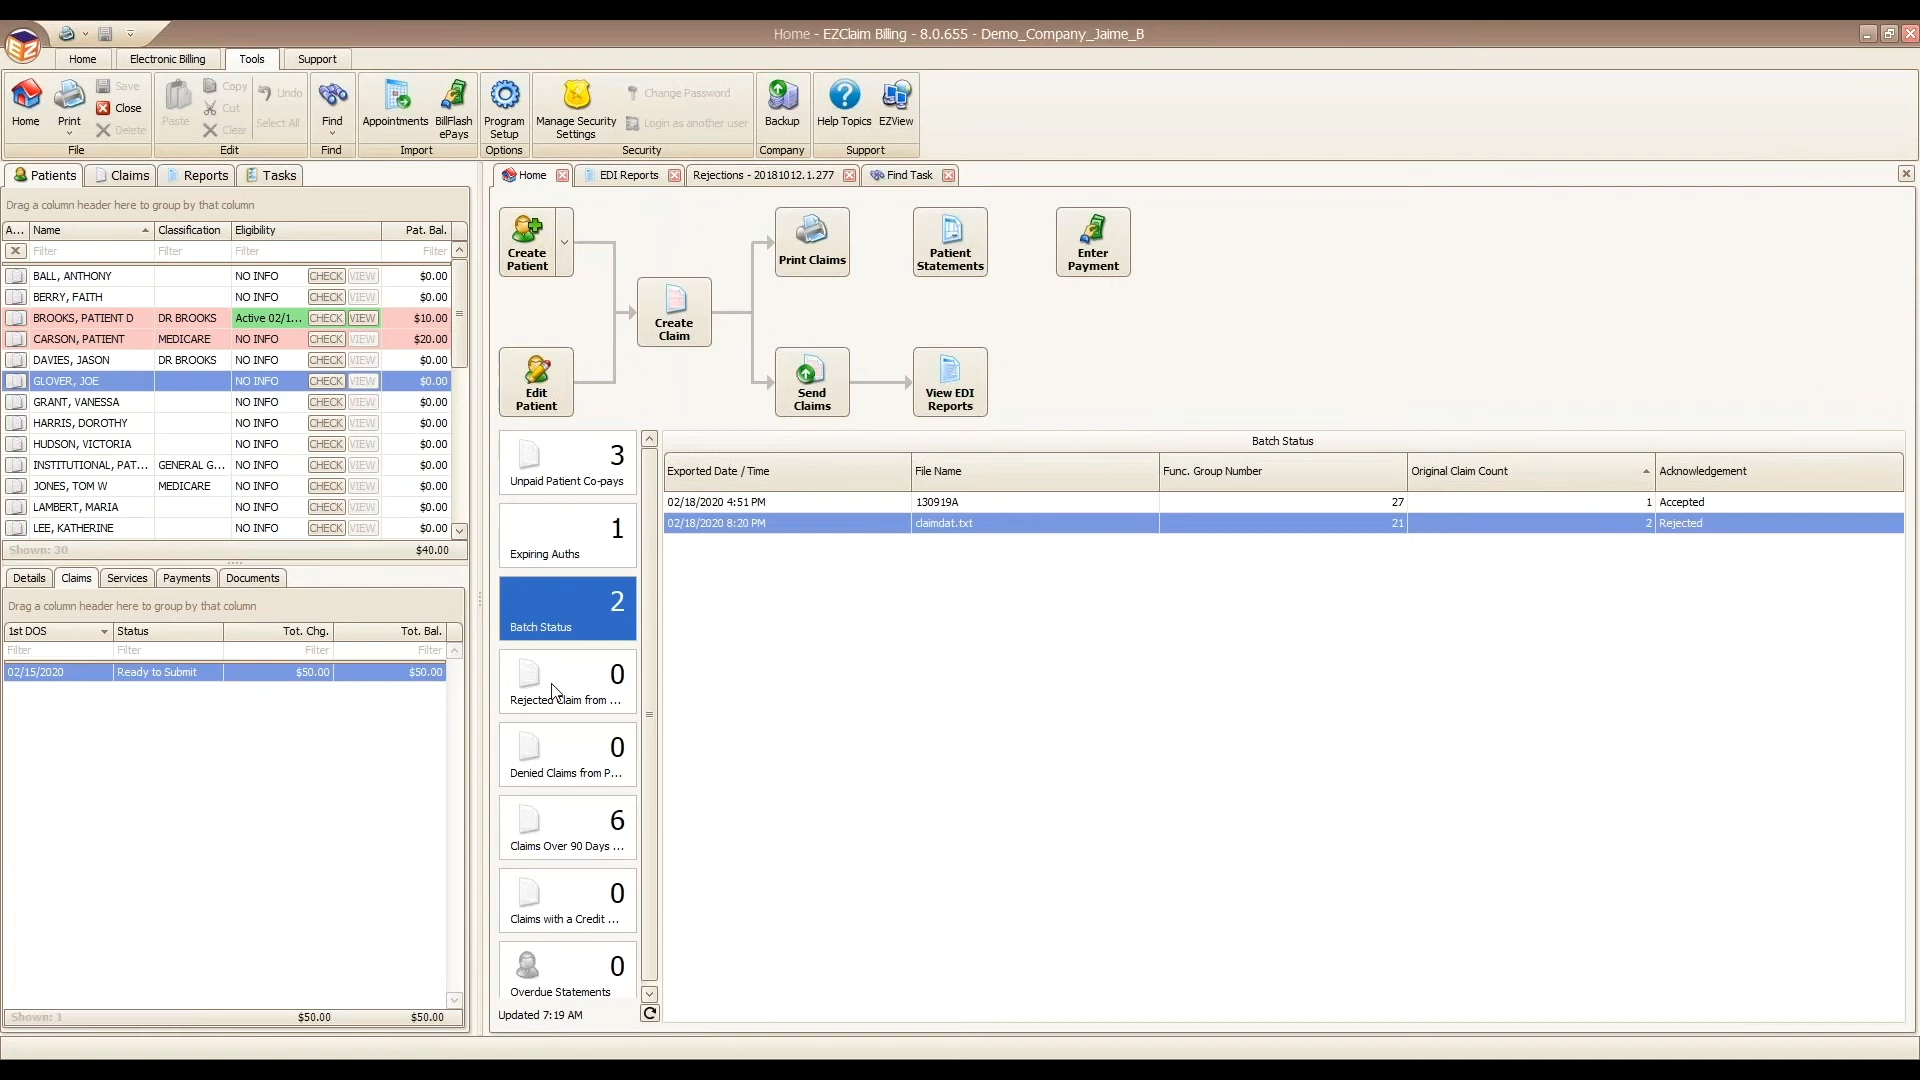 Home - EZClaim Billing - 8.0.655 - Demo_Company_Jaime_B
EZ
Home Electronic Billing Tools Support
Home Print Save Close Delete Paste Copy Cut Clear Undo Select All Find Appointments BillFlash ePays Program Setup Manage Security Settings Change Password Login as another user Backup Help Topics EZView
File Edit Find Import Options Security Company Support
Patients Claims Reports Tasks
Drag a column header here to group by that column
A... Name Classification Eligibility Pat. Bal.
Filter Filter Filter Filter
BALL, ANTHONY NO INFO CHECK VIEW $0.00
BERRY, FAITH NO INFO CHECK VIEW $0.00
BROOKS, PATIENT D DR BROOKS Active 02/1... CHECK VIEW $10.00
CARSON, PATIENT MEDICARE NO INFO CHECK VIEW $20.00
DAVIES, JASON DR BROOKS NO INFO CHECK VIEW $0.00
GLOVER, JOE NO INFO CHECK VIEW $0.00
GRANT, VANESSA NO INFO CHECK VIEW $0.00
HARRIS, DOROTHY NO INFO CHECK VIEW $0.00
HUDSON, VICTORIA NO INFO CHECK VIEW $0.00
INSTITUTIONAL, PAT... GENERAL G... NO INFO CHECK VIEW $0.00
JONES, TOM W MEDICARE NO INFO CHECK VIEW $0.00
LAMBERT, MARIA NO INFO CHECK VIEW $0.00
LEE, KATHERINE NO INFO CHECK VIEW $0.00
Shown: 30 $40.00
Details Claims Services Payments Documents
Drag a column header here to group by that column
1st DOS Status Tot. Chg. Tot. Bal.
Filter Filter Filter Filter
02/15/2020 Ready to Submit $50.00 $50.00
Shown: 1 $50.00 $50.00
Home EDI Reports Rejections - 20181012.1.277 Find Task
Create Patient
Print Claims
Patient Statements
Enter Payment
Create Claim
Edit Patient
Send Claims
View EDI Reports
3
Unpaid Patient Co-pays
1
Expiring Auths
2
Batch Status
0
Rejected Claim from ...
0
Denied Claims from P...
6
Claims Over 90 Days ...
0
Claims with a Credit ...
0
Overdue Statements
Updated 7:19 AM
Batch Status
Exported Date / Time File Name Func. Group Number Original Claim Count Acknowledgement
02/18/2020 4:51 PM 130919A 27 1 Accepted
02/18/2020 8:20 PM claimdat.txt 21 2 Rejected